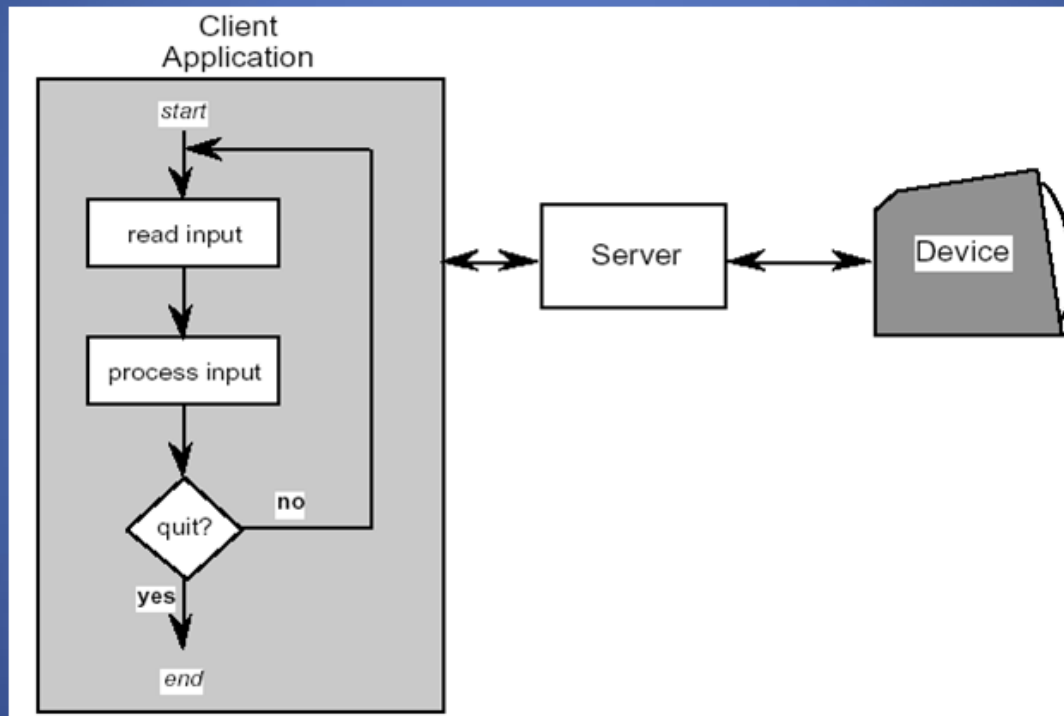 Client
Application
start
read input
process input
quit?
no
yes
end
Server
Device